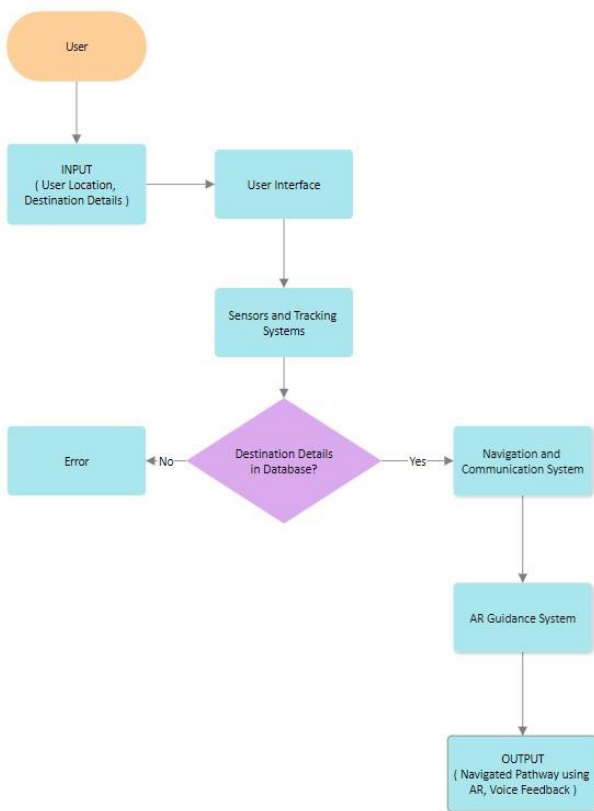 User
INPUT
( User Location,
Destination Details )
User Interface
Sensors and Tracking
Systems
Destination Details
in Database?
No
Error
Yes
Navigation and
Communication System
AR Guidance System
OUTPUT
( Navigated Pathway using
AR, Voice Feedback )